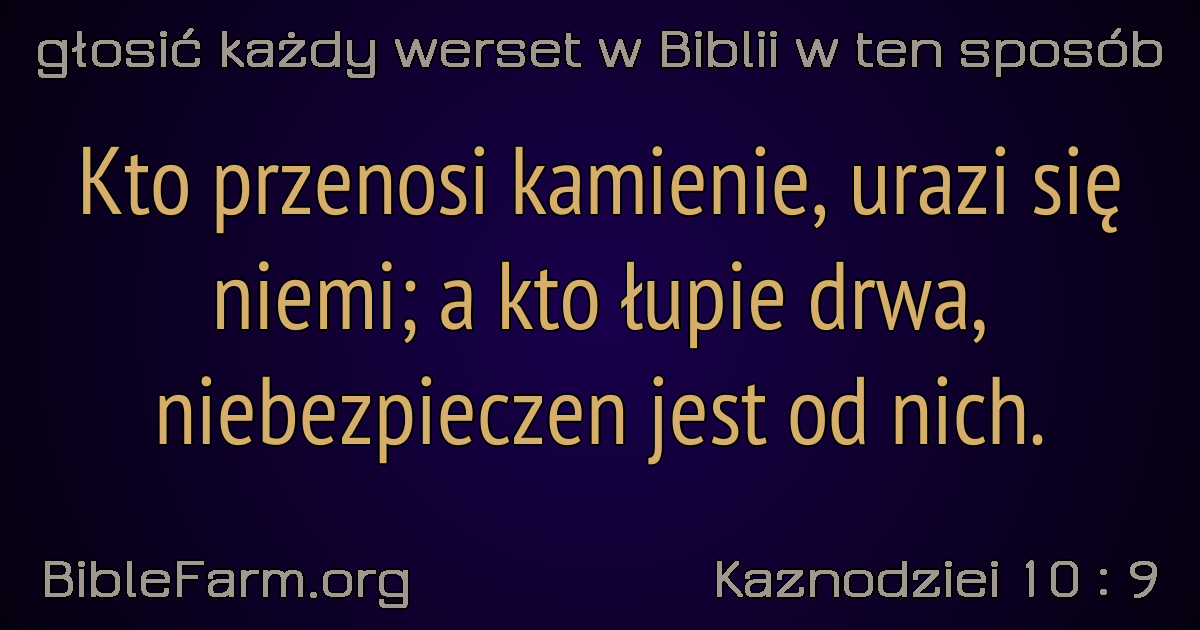 głosić każdy werset w Biblii w ten sposób
Kto przenosi kamienie, urazi się
niemi; a kto łupie drwa,
niebezpieczen jest od nich.
BibleFarm.org
Kaznodziei 10 : 9